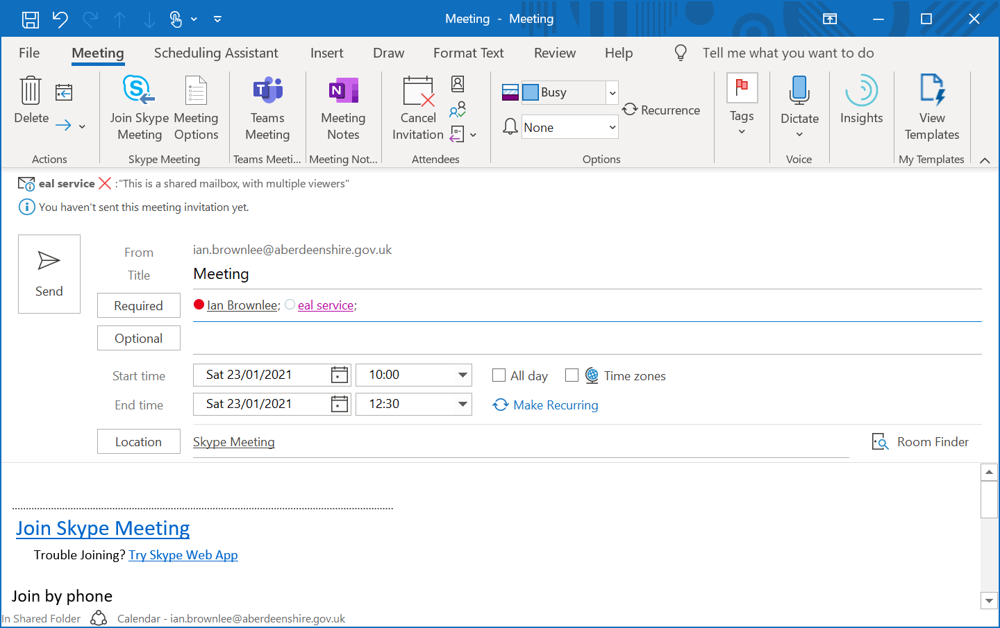 Meeting - Meeting
File Meeting Scheduling Assistant Insert Draw Format Text Review Help Tell me what you want to do
Delete
Join Skype Meeting
Meeting Options
Teams Meeting
Meeting Notes
Cancel Invitation
Busy
None
Recurrence
Tags
Dictate
Insights
View Templates
Actions Skype Meeting Teams Meeti... Meeting Not... Attendees Options Voice My Templates
eal service :"This is a shared mailbox, with multiple viewers"
You haven't sent this meeting invitation yet.
Send
From ian.brownlee@aberdeenshire.gov.uk
Title Meeting
Required Ian Brownlee; eal service;
Optional
Start time Sat 23/01/2021 10:00 All day Time zones
End time Sat 23/01/2021 12:30 Make Recurring
Location Skype Meeting Room Finder
Join Skype Meeting
Trouble Joining? Try Skype Web App
Join by phone
In Shared Folder Calendar - ian.brownlee@aberdeenshire.gov.uk